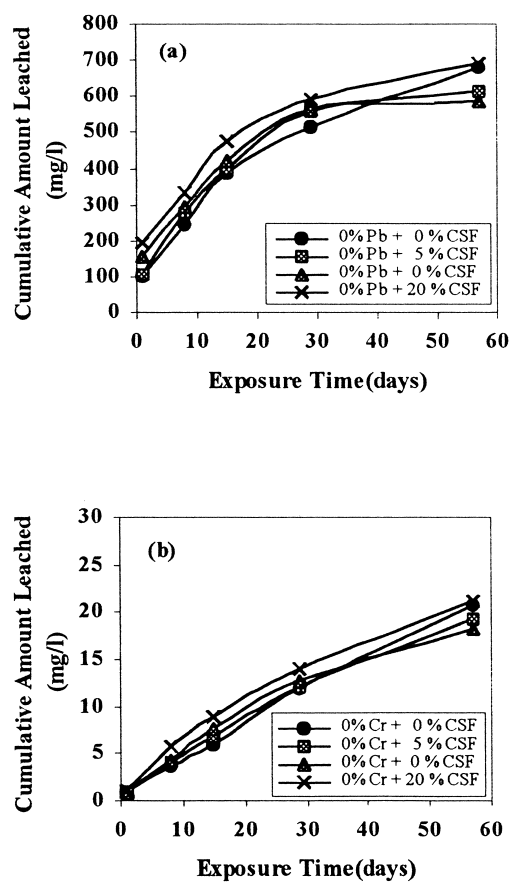 800
700
600
500
400
300
200
100
0
Cumulative Amount Leached
(mg/l)
(a)
0%Pb + 0 %CSF
0%Pb + 5 %CSF
0%Pb + 0 %CSF
0%Pb + 20 %CSF
0 10 20 30 40 50 60
Exposure Time(days)
30
25
20
15
10
5
0
Cumulative Amount Leached
(mg/l)
(b)
0%Cr + 0 %CSF
0%Cr + 5 %CSF
0%Cr + 0 %CSF
0%Cr + 20 %CSF
0 10 20 30 40 50 60
Exposure Time(days)